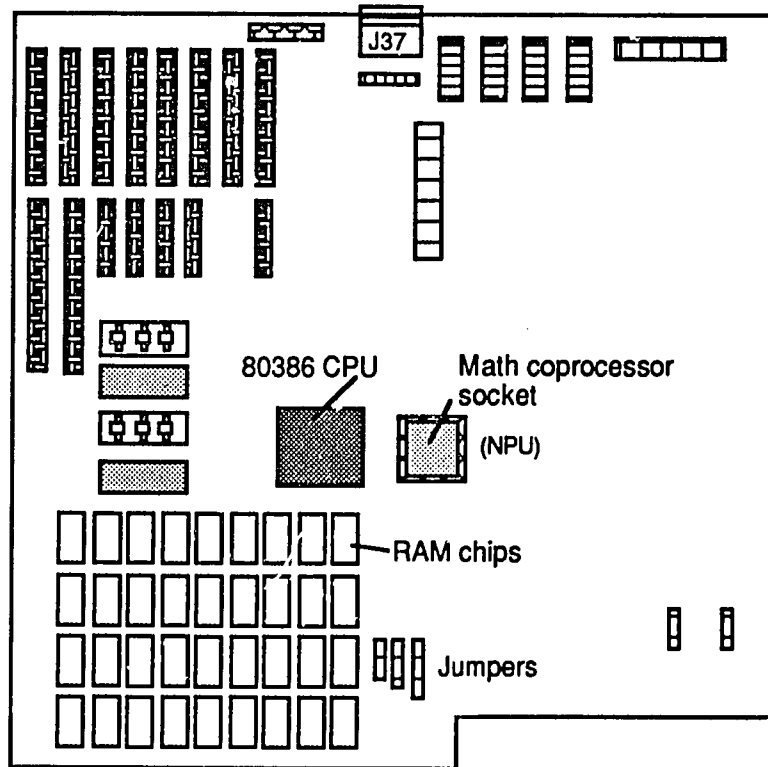 J37
80386 CPU
Math coprocessor
socket
(NPU)
RAM chips
Jumpers